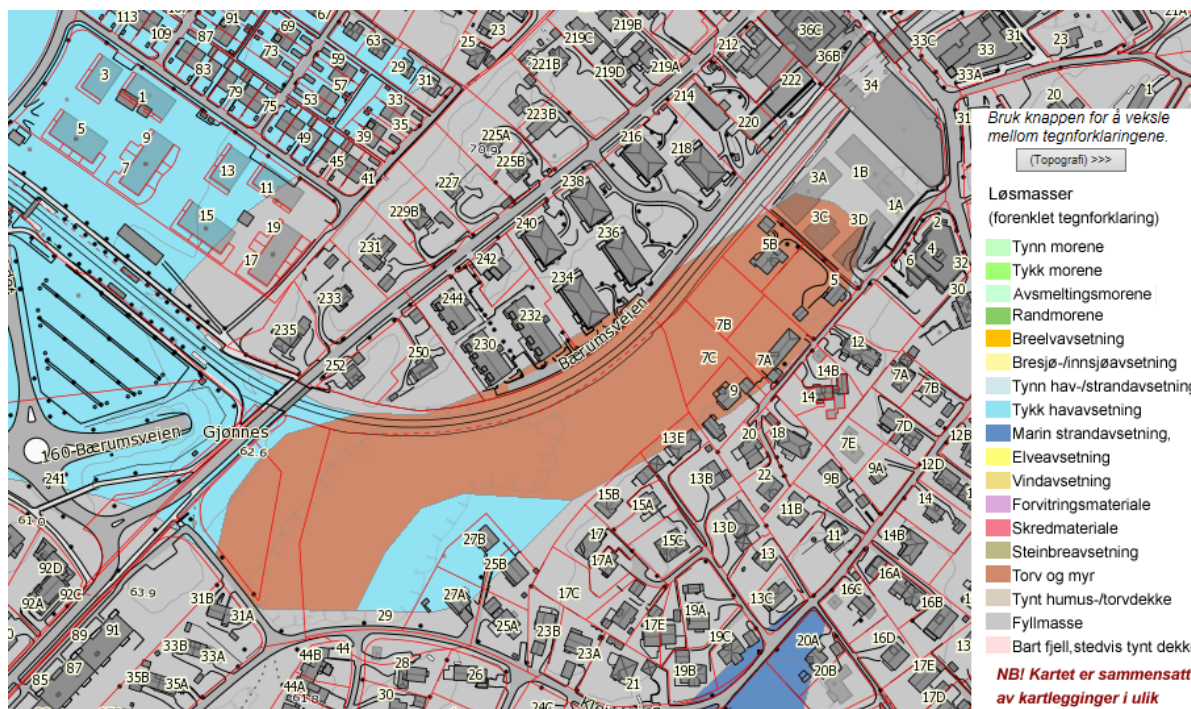 113
107
91
69
67
109
87
73
63
23
25
219C
219B
221B
219D
219A
212
36C
36B
33C
33
31
23
21A
3
83
59
29
31
222
34
33A
20
1
1
79
57
33
214
220
75
53
223B
35
5
9
49
39
225A
70.9
216
218
7
13
45
41
225B
11
227
238
3A
1B
15
229B
3C
3D
1A
2
19
240
236
6
4
17
231
5B
32
242
5
30
233
234
244
232
7B
235
Bærumsveien
12
230
7C
7A
250
14B
252
7A
7B
9
14
Gjønnes
160 Bærumsveien
62.6
13E
20
18
7E
7D
12B
241
22
9A
12D
13B
9B
61.0
15B
15A
11B
14
27B
17
13D
11
14B
92D
25B
17A
15C
13
16A
92A
92C
63.9
31B
27A
17C
13C
16C
31A
29
19A
16B
89
91
25A
23B
17E
20A
33B
44
19C
16D
87
33A
44B
28
23A
20B
17E
85
35B
35A
44A
26
21
19B
61.8
30
24C
17D
Bruk knappen for å veksle
mellom tegnforklaringene.
(Topografi) >>>
Løsmasser
(forenklet tegnforklaring)
Tynn morene
Tykk morene
Avsmeltingsmorene
Randmorene
Breelvavsetning
Bresjø-/innsjøavsetning
Tynn hav-/strandavsetning
Tykk havavsetning
Marin strandavsetning,
Elveavsetning
Vindavsetning
Forvitringsmateriale
Skredmateriale
Steinbreavsetning
Torv og myr
Tynt humus-/torvdekke
Fyllmasse
Bart fjell,stedvis tynt dekke
NB! Kartet er sammensatt
av kartlegginger i ulik